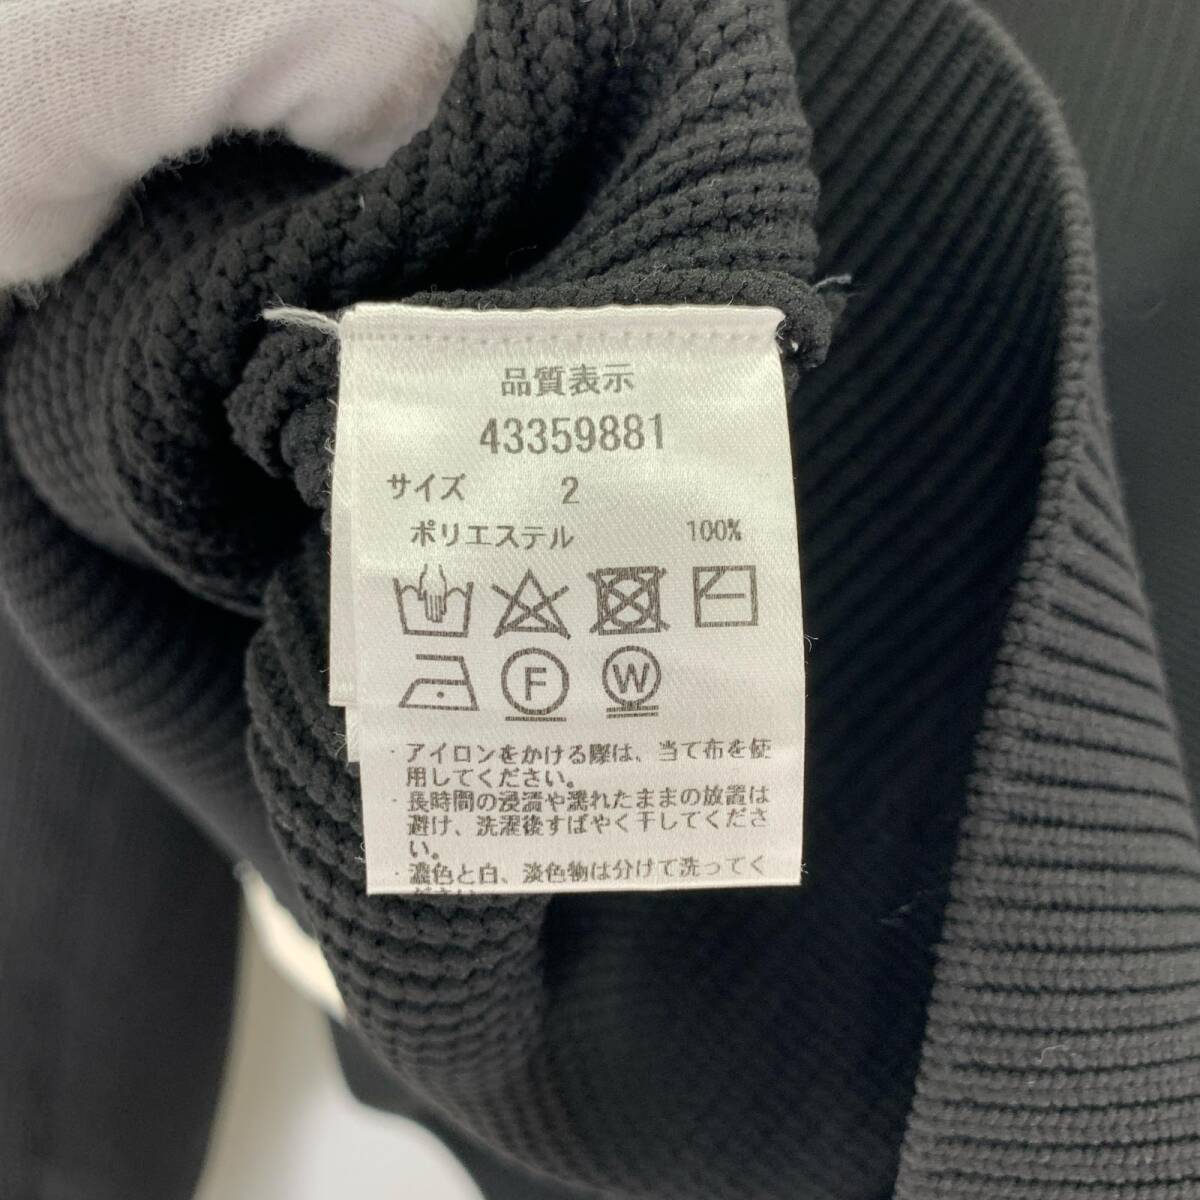 品質表示
43359881
サイズ 2
ポリエステル 100%
F W
・アイロンをかける際は、当て布を使
用してください。
・長時間の浸漬や濡れたままの放置は
避け、洗濯後すばやく干してくださ
い。
・濃色と白、淡色物は分けて洗ってく
ださい